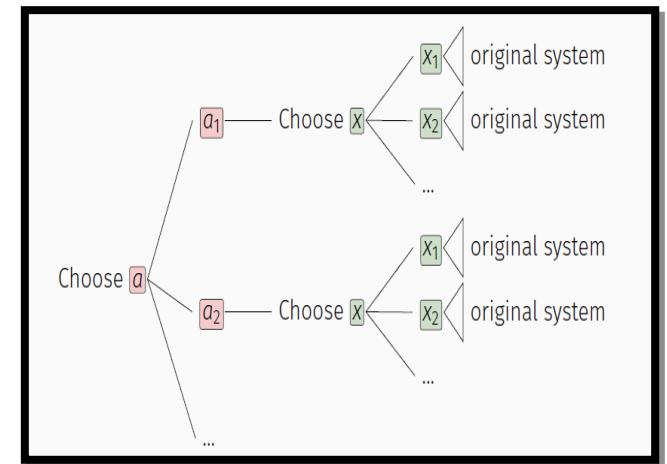 x₁ original system
a₁ Choose x x₂ original system
...
x₁ original system
Choose a
a₂ Choose x x₂ original system
...
...